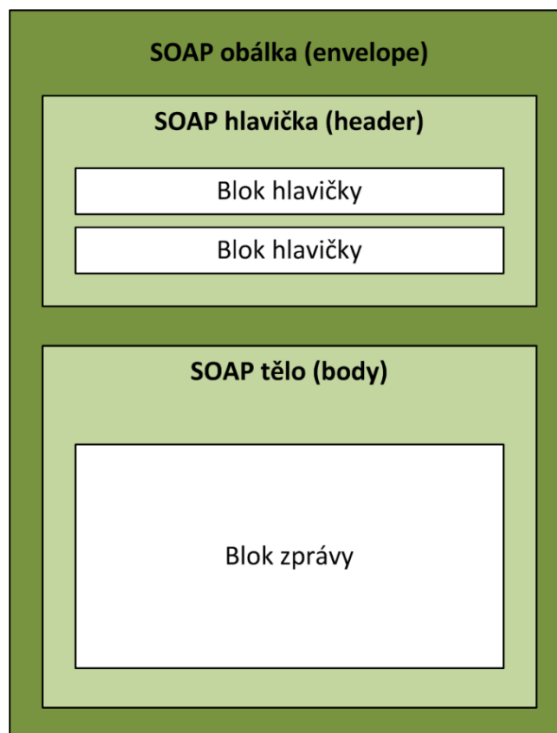 SOAP obálka (envelope)
SOAP hlavička (header)
Blok hlavičky
Blok hlavičky
SOAP tělo (body)
Blok zprávy